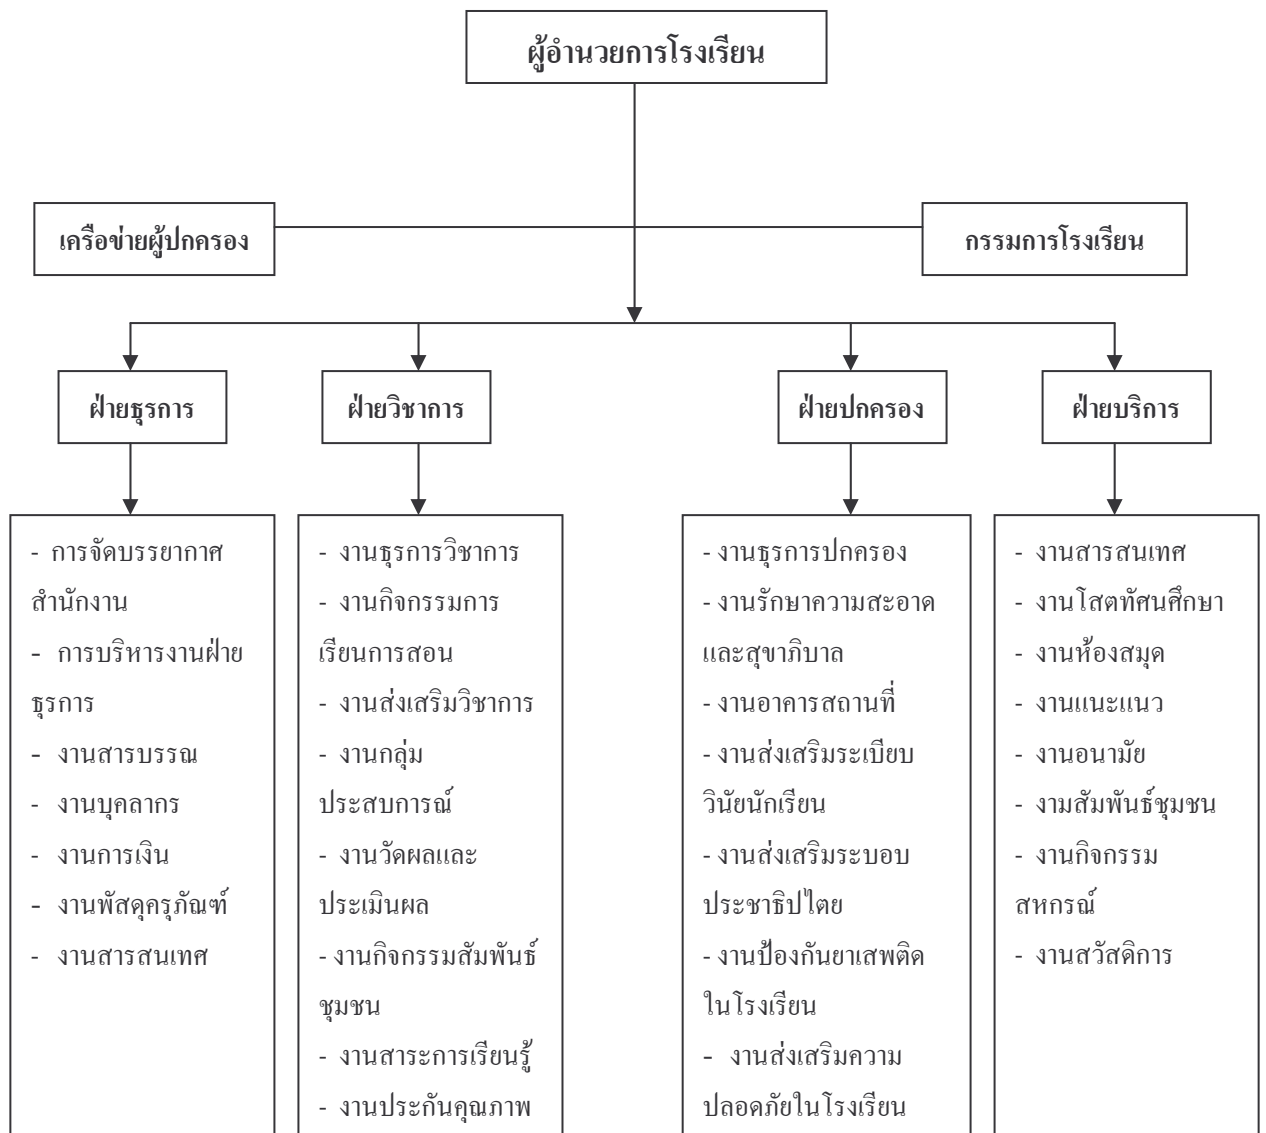 ผู้อำนวยการโรงเรียน
เครือข่ายผู้ปกครอง
กรรมการโรงเรียน
ฝ่ายธุรการ
ฝ่ายวิชาการ
ฝ่ายปกครอง
ฝ่ายบริการ
- การจัดบรรยากาศ
สำนักงาน
- การบริหารงานฝ่าย
ธุรการ
- งานสารบรรณ
- งานบุคลากร
- งานการเงิน
- งานพัสดุครุภัณฑ์
- งานสารสนเทศ
- งานธุรการวิชาการ
- งานกิจกรรมการ
เรียนการสอน
- งานส่งเสริมวิชาการ
- งานกลุ่ม
ประสบการณ์
- งานวัดผลและ
ประเมินผล
- งานกิจกรรมสัมพันธ์
ชุมชน
- งานสาระการเรียนรู้
- งานประกันคุณภาพ
- งานธุรการปกครอง
- งานรักษาความสะอาด
และสุขาภิบาล
- งานอาคารสถานที่
- งานส่งเสริมระเบียบ
วินัยนักเรียน
- งานส่งเสริมระบอบ
ประชาธิปไตย
- งานป้องกันยาเสพติด
ในโรงเรียน
- งานส่งเสริมความ
ปลอดภัยในโรงเรียน
- งานสารสนเทศ
- งานโสตทัศนศึกษา
- งานห้องสมุด
- งานแนะแนว
- งานอนามัย
- งามสัมพันธ์ชุมชน
- งานกิจกรรม
สหกรณ์
- งานสวัสดิการ